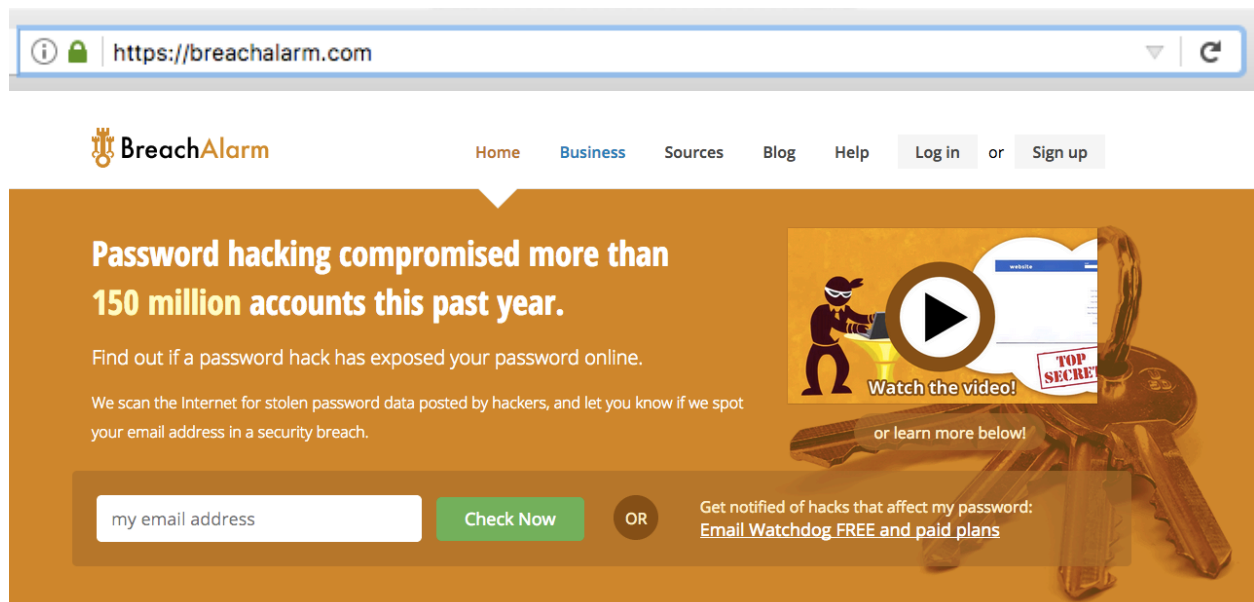 https://breachalarm.com
BreachAlarm
Home Business Sources Blog Help Log in or Sign up
Password hacking compromised more than
150 million accounts this past year.
Find out if a password hack has exposed your password online.
We scan the Internet for stolen password data posted by hackers, and let you know if we spot
your email address in a security breach.
website
TOP
SECRET
Watch the video!
or learn more below!
my email address
Check Now
OR
Get notified of hacks that affect my password:
Email Watchdog FREE and paid plans